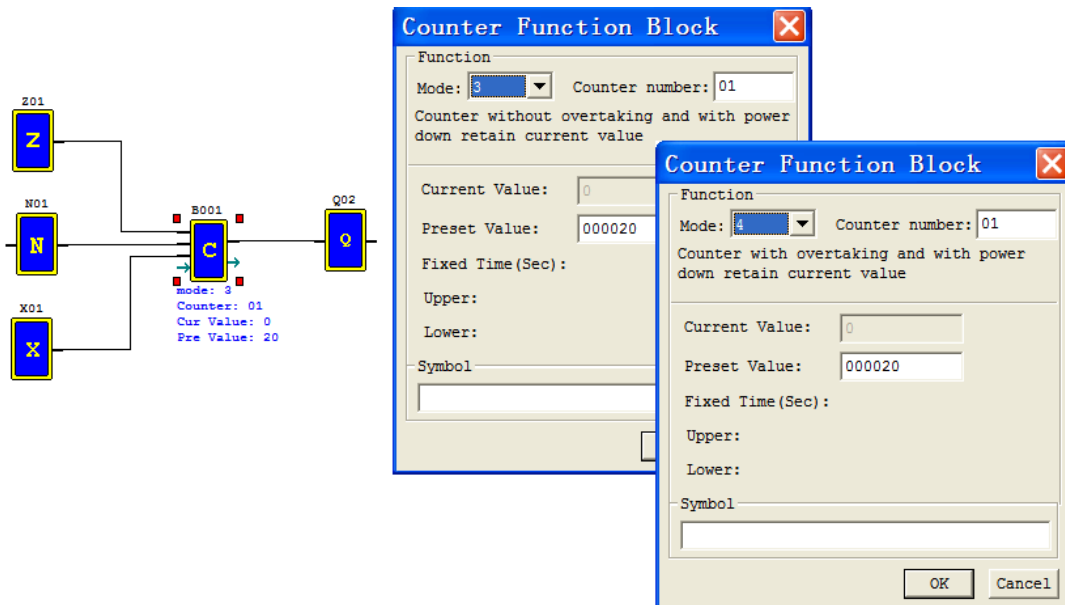 Z01
Z
N01
N
X01
X
B001
C
mode: 3
Counter: 01
Cur Value: 0
Pre Value: 20
Q02
Q
Counter Function Block
Function
Mode: 3 Counter number: 01
Counter without overtaking and with power
down retain current value
Current Value: 0
Preset Value: 000020
Fixed Time(Sec):
Upper:
Lower:
Symbol
Counter Function Block
Function
Mode: 4 Counter number: 01
Counter with overtaking and with power
down retain current value
Current Value: 0
Preset Value: 000020
Fixed Time(Sec):
Upper:
Lower:
Symbol
OK Cancel